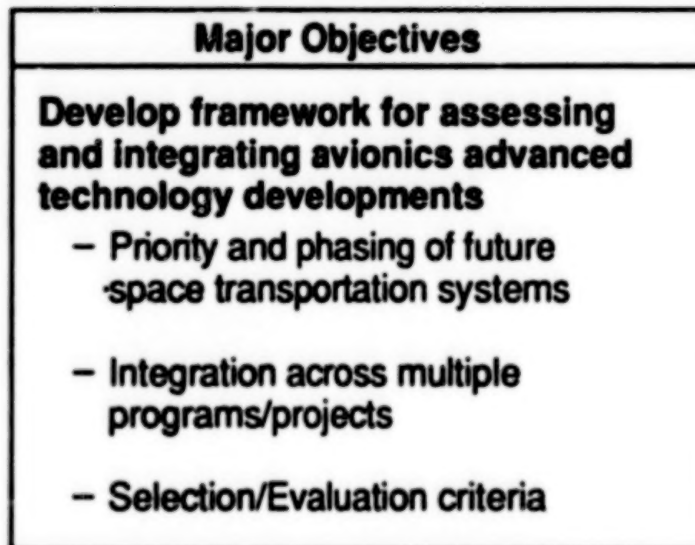 Major Objectives
Develop framework for assessing
and integrating avionics advanced
technology developments
– Priority and phasing of future
space transportation systems
– Integration across multiple
programs/projects
– Selection/Evaluation criteria